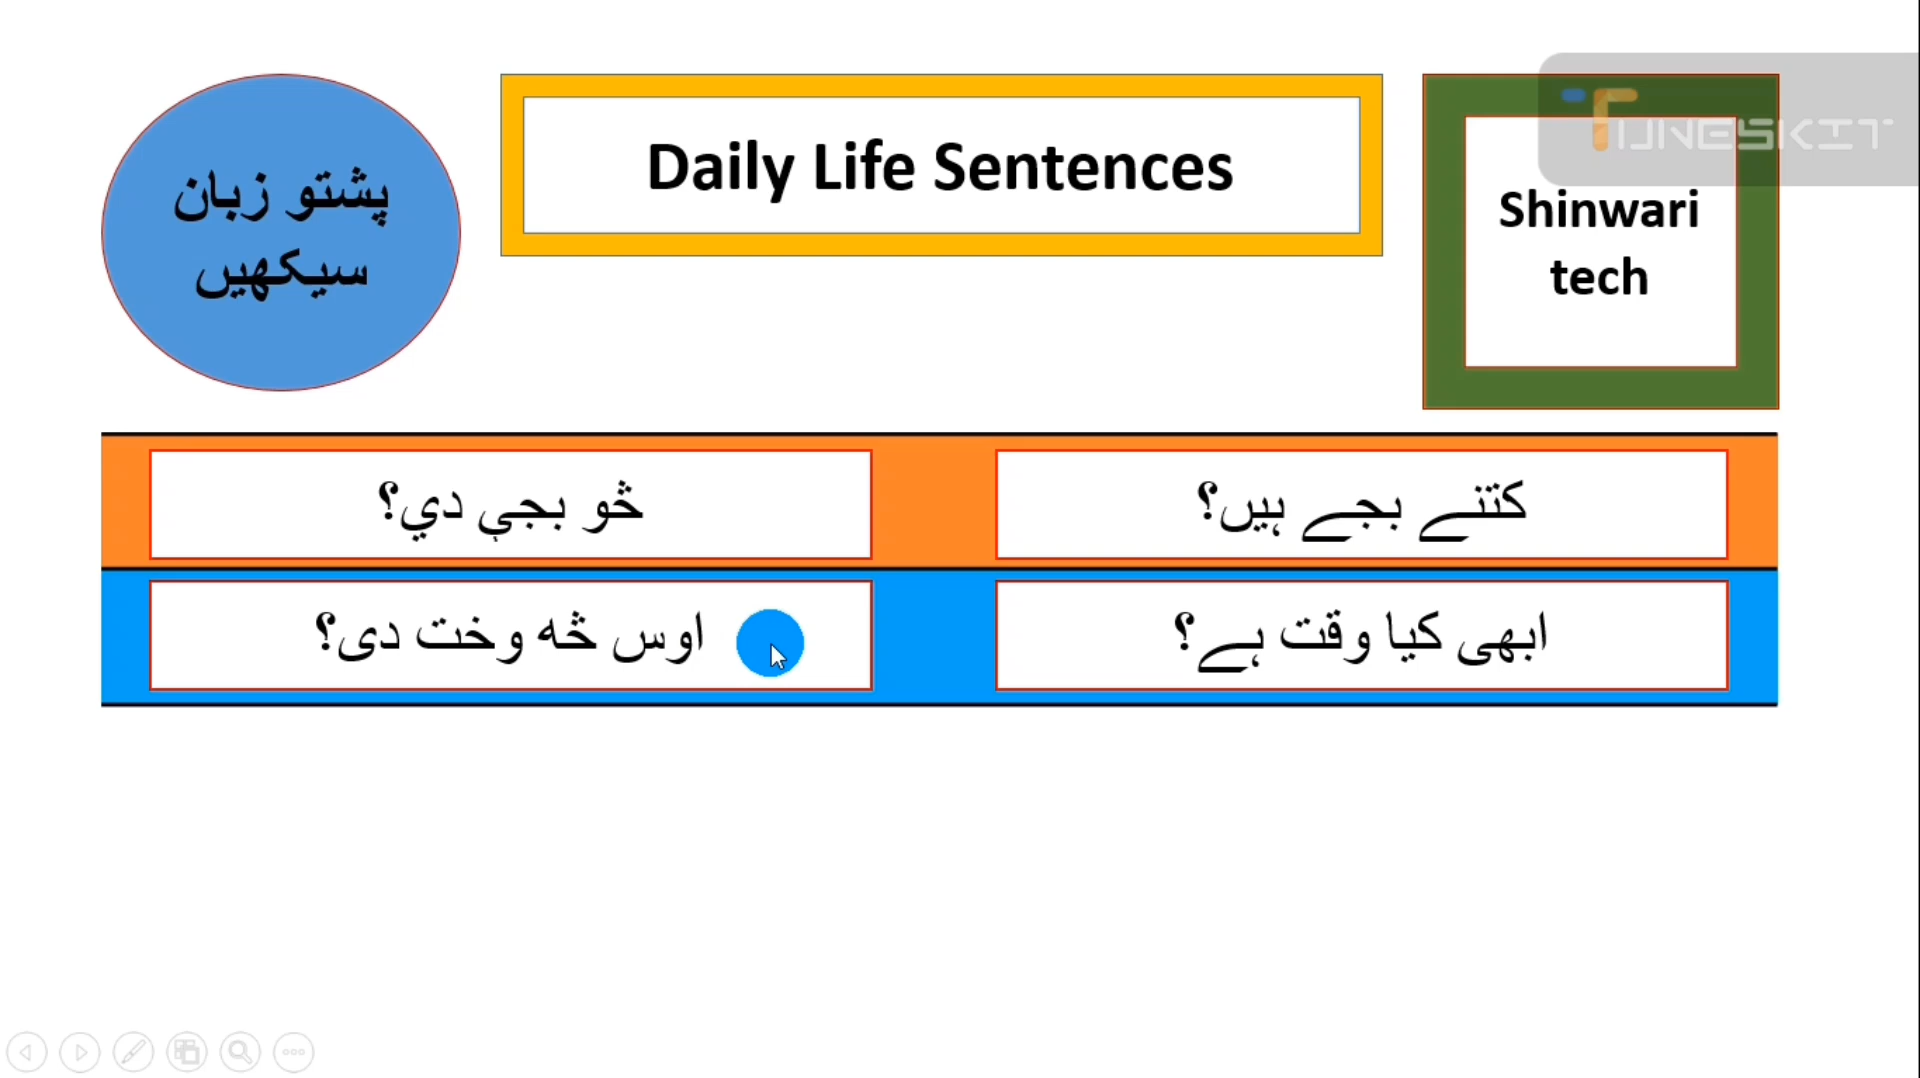 پشتو زبان
سیکھیں
Daily Life Sentences
TUNESKIT
Shinwari
tech
کتنے بجے ہیں؟
څو بجې دي؟
ابھی کیا وقت ہے؟
اوس څه وخت دی؟